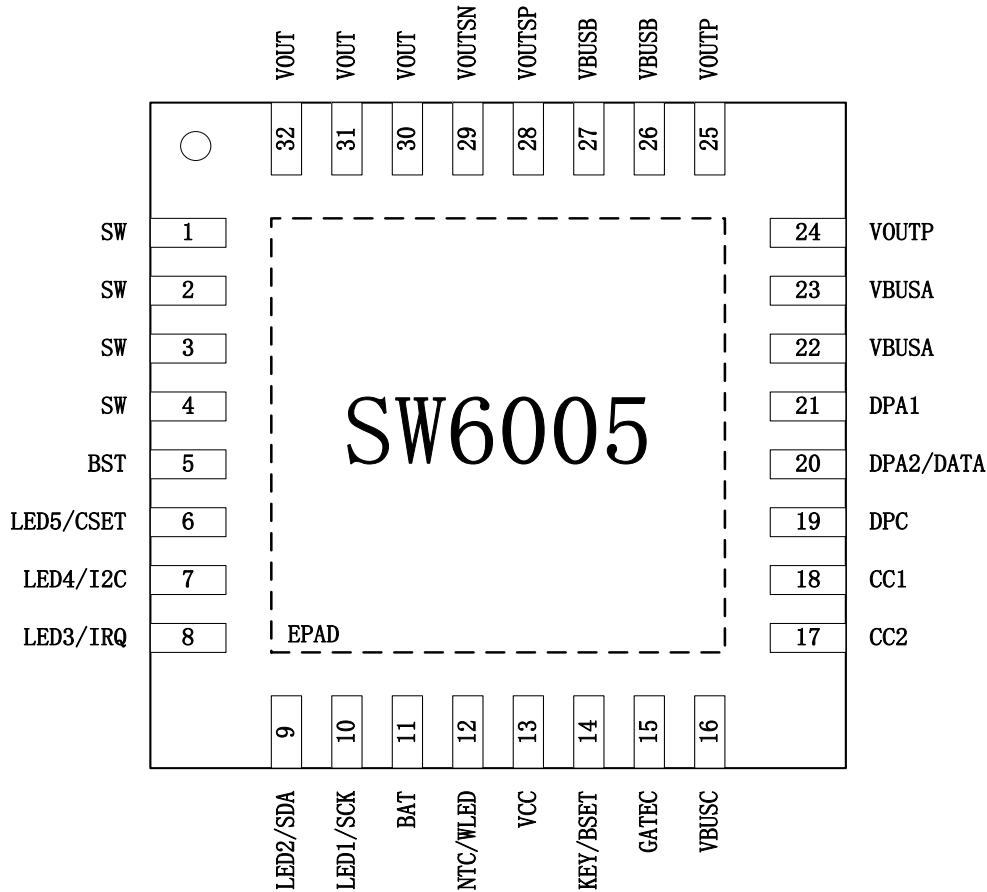 VOUT VOUT VOUT VOUTSN VOUTSP VBUSB VBUSB VOUTP
32 31 30 29 28 27 26 25
SW 1 24 VOUTP
SW 2 23 VBUSA
SW 3 22 VBUSA
SW 4 21 DPA1
BST 5 20 DPA2/DATA
LED5/CSET 6 19 DPC
LED4/I2C 7 18 CC1
LED3/IRQ 8 17 CC2
SW6005
EPAD
9 10 11 12 13 14 15 16
LED2/SDA LED1/SCK BAT NTC/WLED VCC KEY/BSET GATEC VBUSC